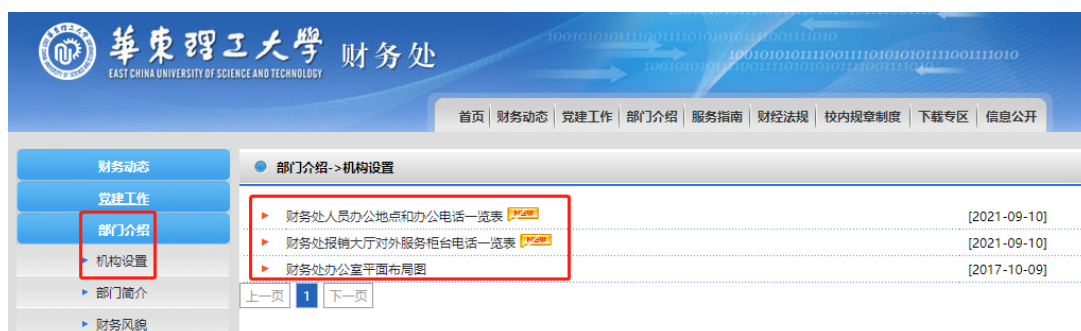 華東理工大學 财务处
EAST CHINA UNIVERSITY OF SCIENCE AND TECHNOLOGY
首页 财务动态 党建工作 部门介绍 服务指南 财经法规 校内规章制度 下载专区 信息公开
财务动态
党建工作
部门介绍
机构设置
部门简介
财务风貌
部门介绍->机构设置
财务处人员办公地点和办公电话一览表 NEW [2021-09-10]
财务处报销大厅对外服务柜台电话一览表 NEW [2021-09-10]
财务处办公室平面布局图 [2017-10-09]
上一页 1 下一页